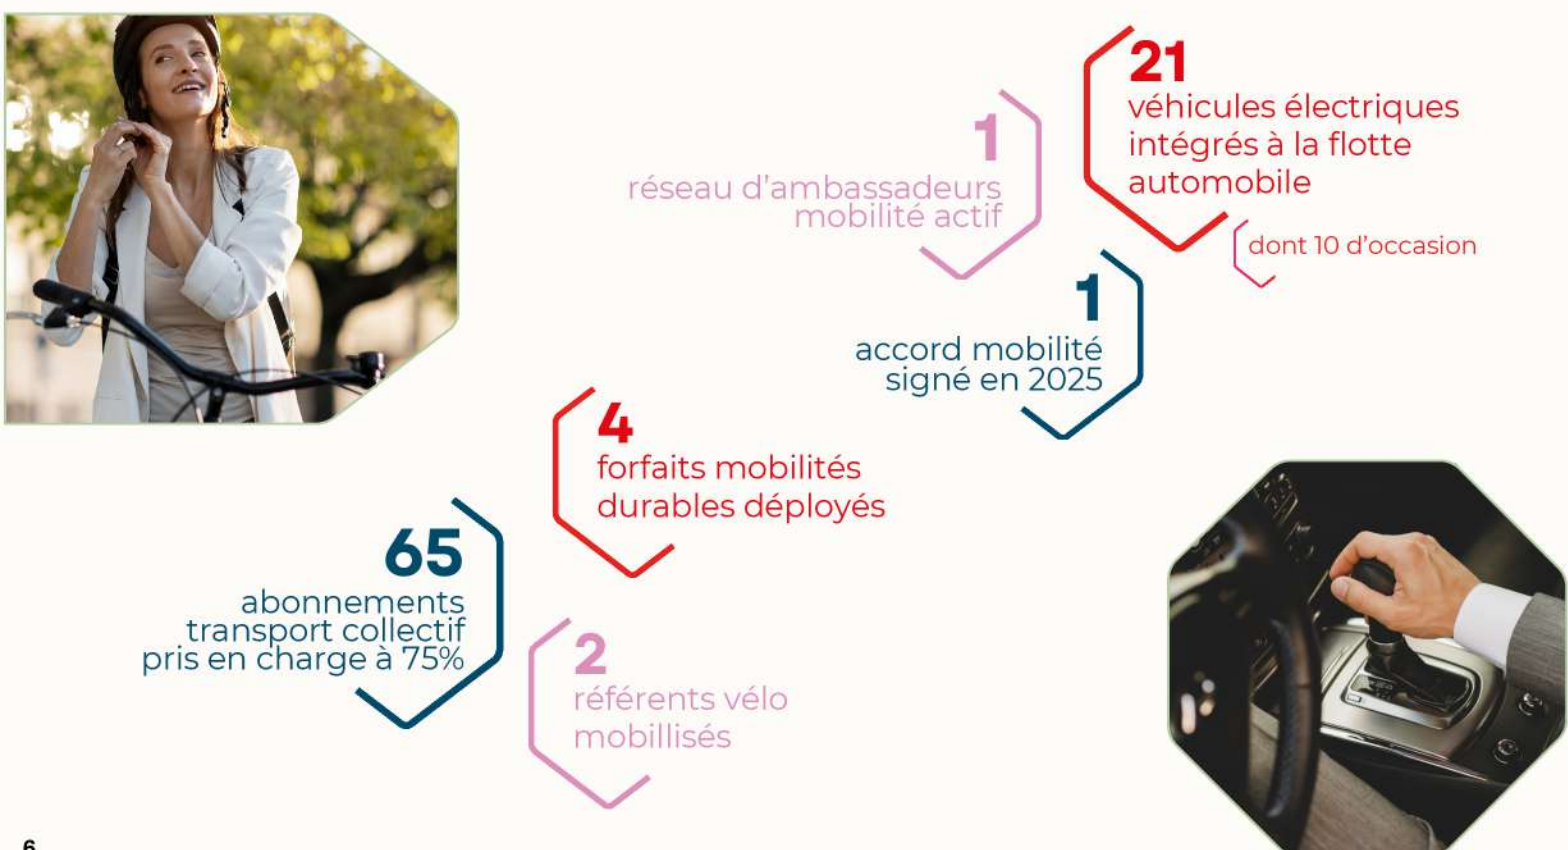 21
véhicules électriques
intégrés à la flotte
automobile
dont 10 d'occasion
1
réseau d'ambassadeurs
mobilité actif
1
accord mobilité
signé en 2025
4
forfaits mobilités
durables déployés
65
abonnements
transport collectif
pris en charge à 75%
2
référents vélo
mobillisés
6